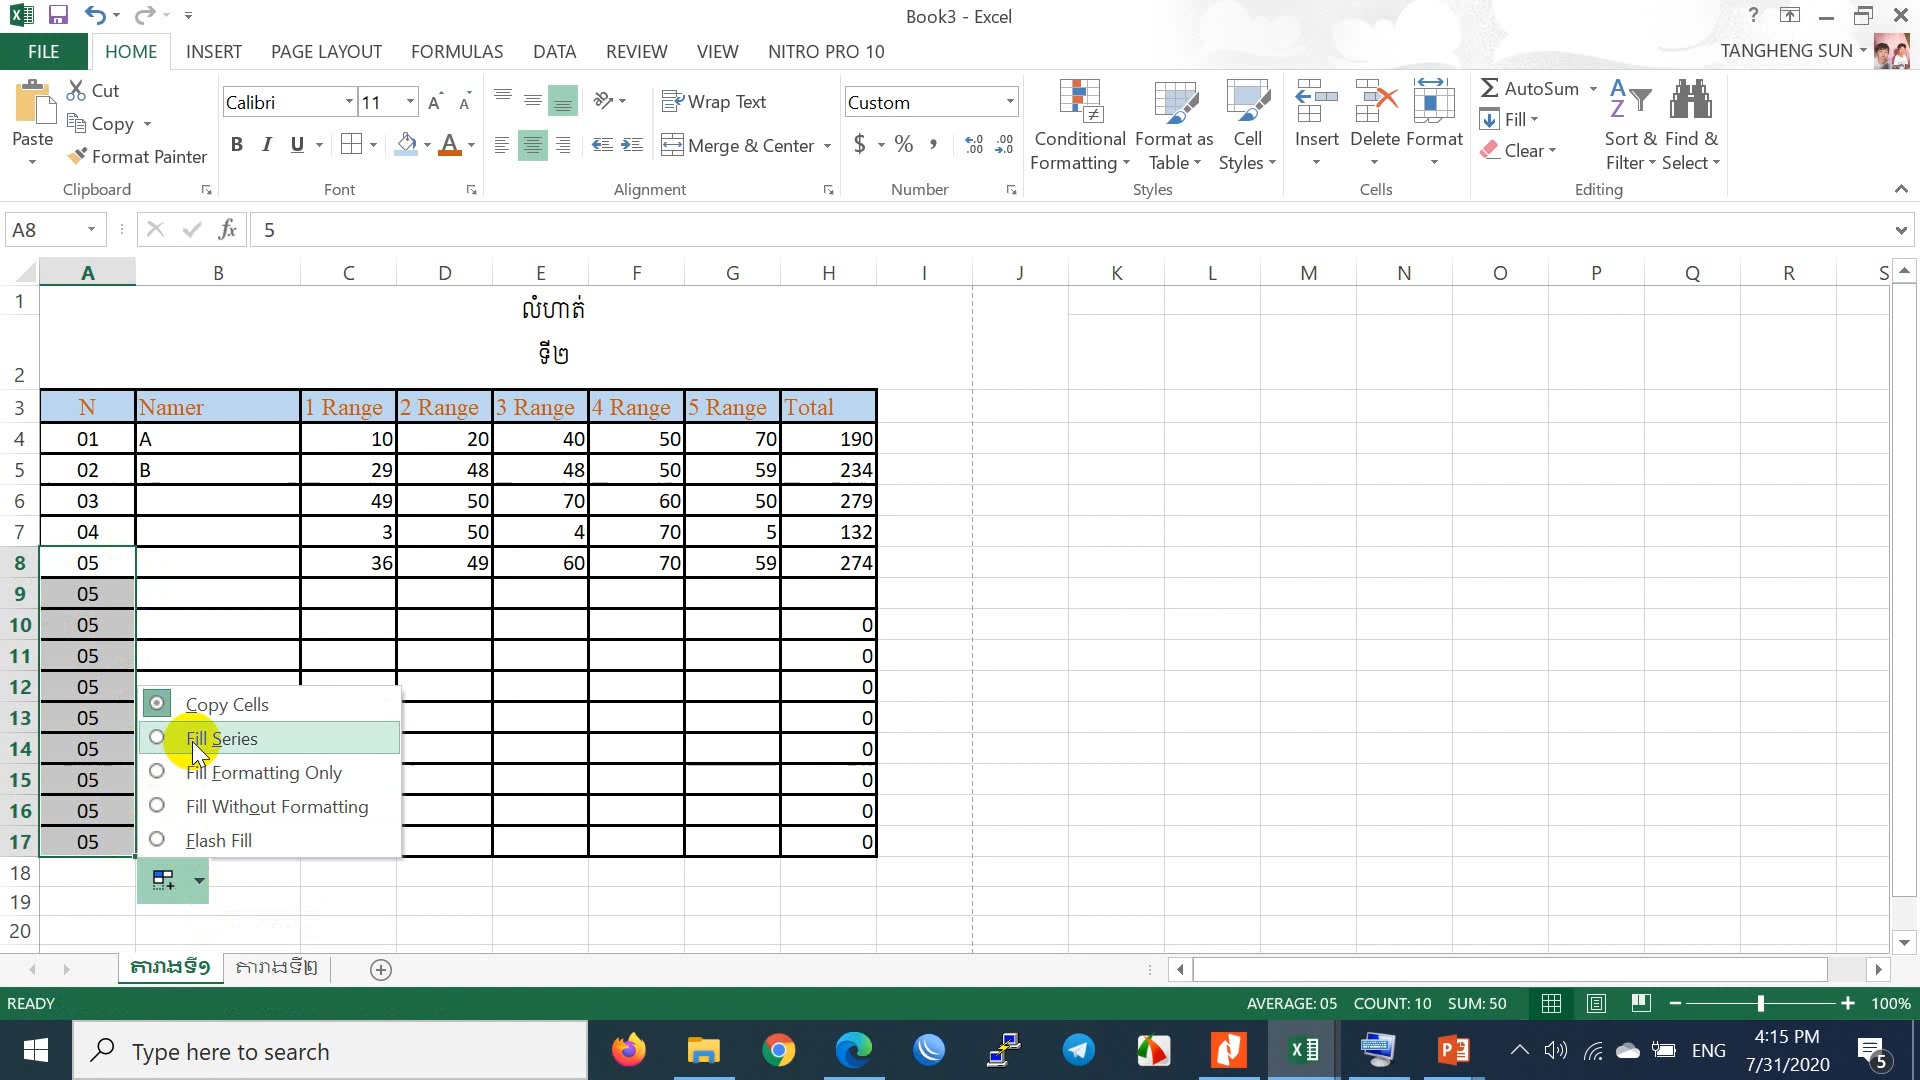 Book3 - Excel
?
FILE HOME INSERT PAGE LAYOUT FORMULAS DATA REVIEW VIEW NITRO PRO 10 TANGHENG SUN
Paste Cut Copy Format Painter Clipboard
Calibri 11 B I U Font
Wrap Text Merge & Center Alignment
Custom $ % Number
Conditional Formatting Format as Table Cell Styles Styles
Insert Delete Format Cells
AutoSum Fill Clear Sort & Filter Find & Select Editing
A8 fx 5
A B C D E F G H I J K L M N O P Q R S
1 លំហាត់
2 ទី២
3 N Namer 1 Range 2 Range 3 Range 4 Range 5 Range Total
4 01 A 10 20 40 50 70 190
5 02 B 29 48 48 50 59 234
6 03 49 50 70 60 50 279
7 04 3 50 4 70 5 132
8 05 36 49 60 70 59 274
9 05
10 05 0
11 05 0
12 05 0
Copy Cells
13 05 0
Fill Series
14 05 0
Fill Formatting Only
15 05 0
Fill Without Formatting
16 05 0
Flash Fill
17 05 0
18
19
20
តារាងទី១ តារាងទី២
READY AVERAGE: 05 COUNT: 10 SUM: 50 100%
Type here to search ENG 4:15 PM 5
7/31/2020